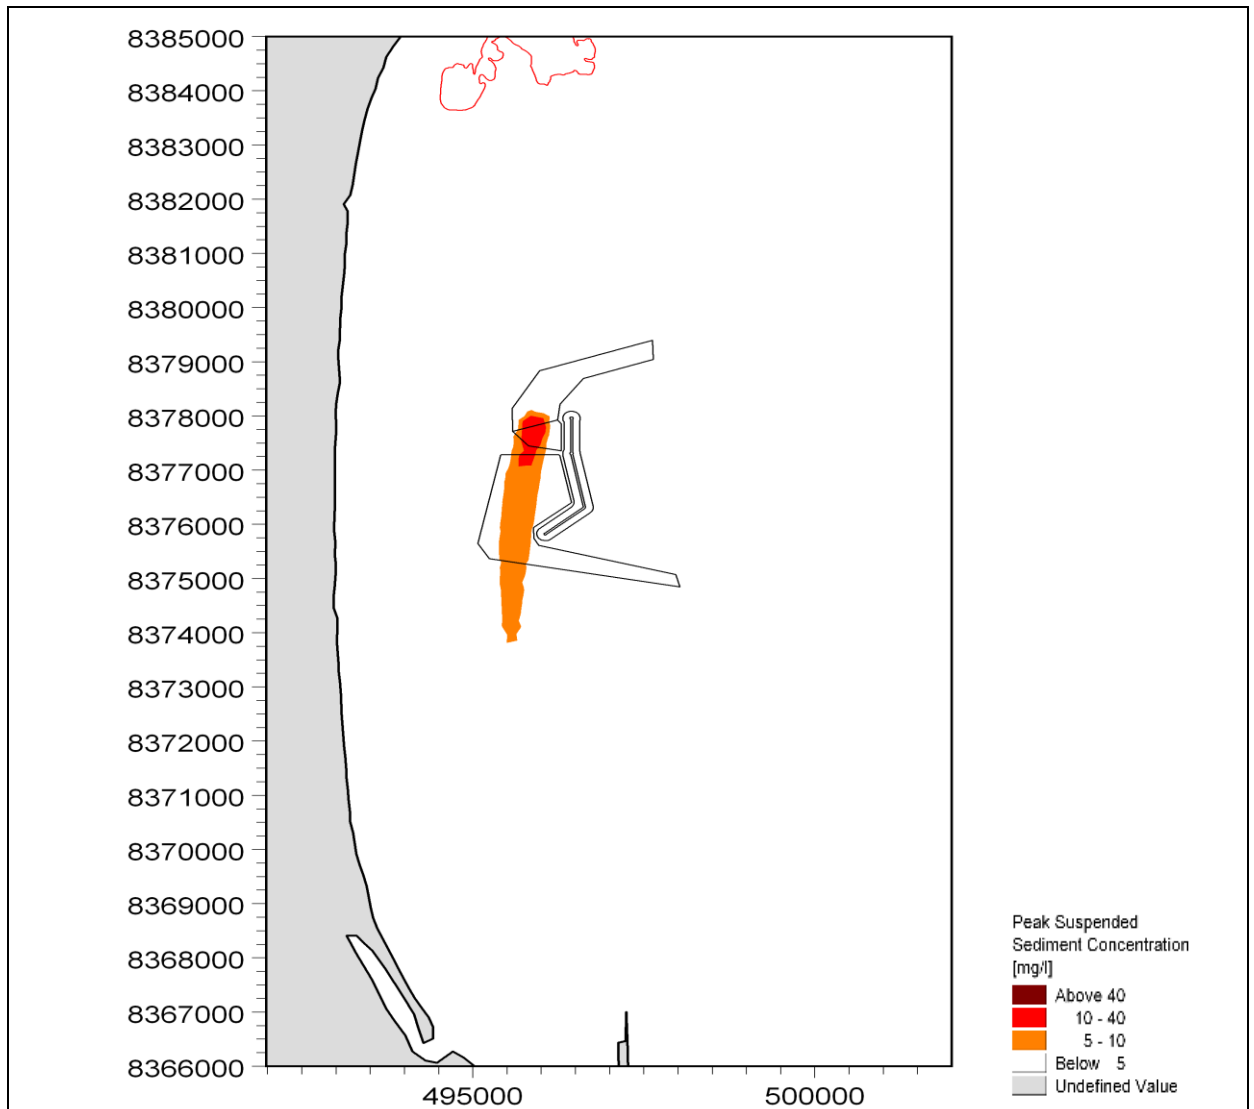 8385000
8384000
8383000
8382000
8381000
8380000
8379000
8378000
8377000
8376000
8375000
8374000
8373000
8372000
8371000
8370000
8369000
8368000
8367000
8366000
495000
500000
Peak Suspended
Sediment Concentration
[mg/l]
Above 40
10 - 40
5 - 10
Below 5
Undefined Value